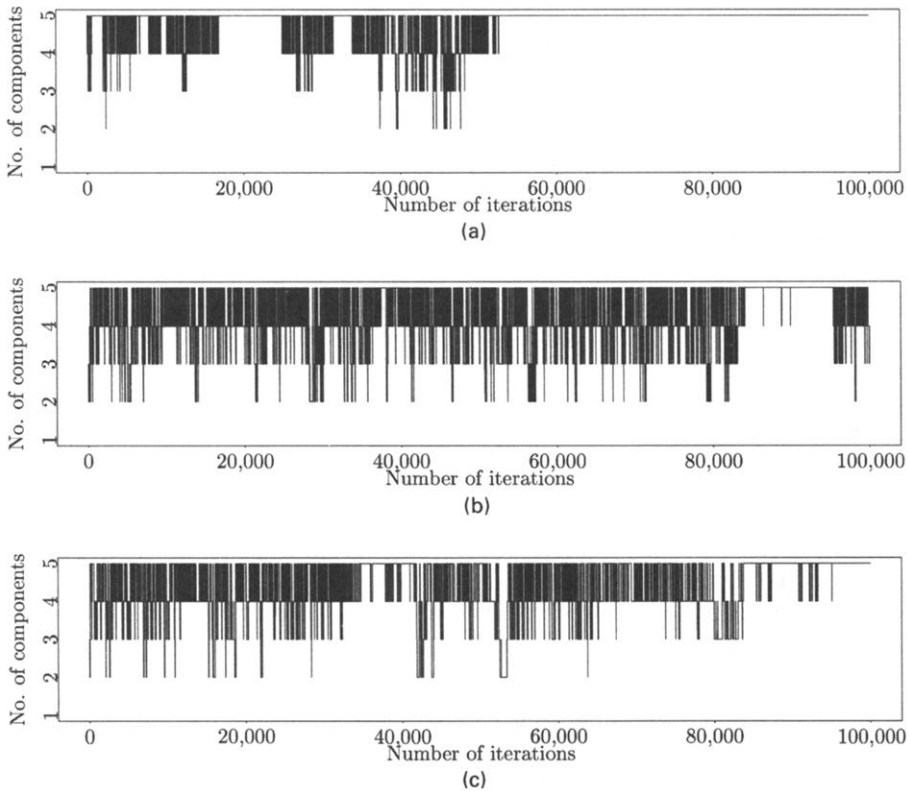 No. of components
5
4
3
2
1
0 20,000 40,000 60,000 80,000 100,000
Number of iterations
(a)
No. of components
5
4
3
2
1
0 20,000 40,000 60,000 80,000 100,000
Number of iterations
(b)
No. of components
5
4
3
2
1
0 20,000 40,000 60,000 80,000 100,000
Number of iterations
(c)